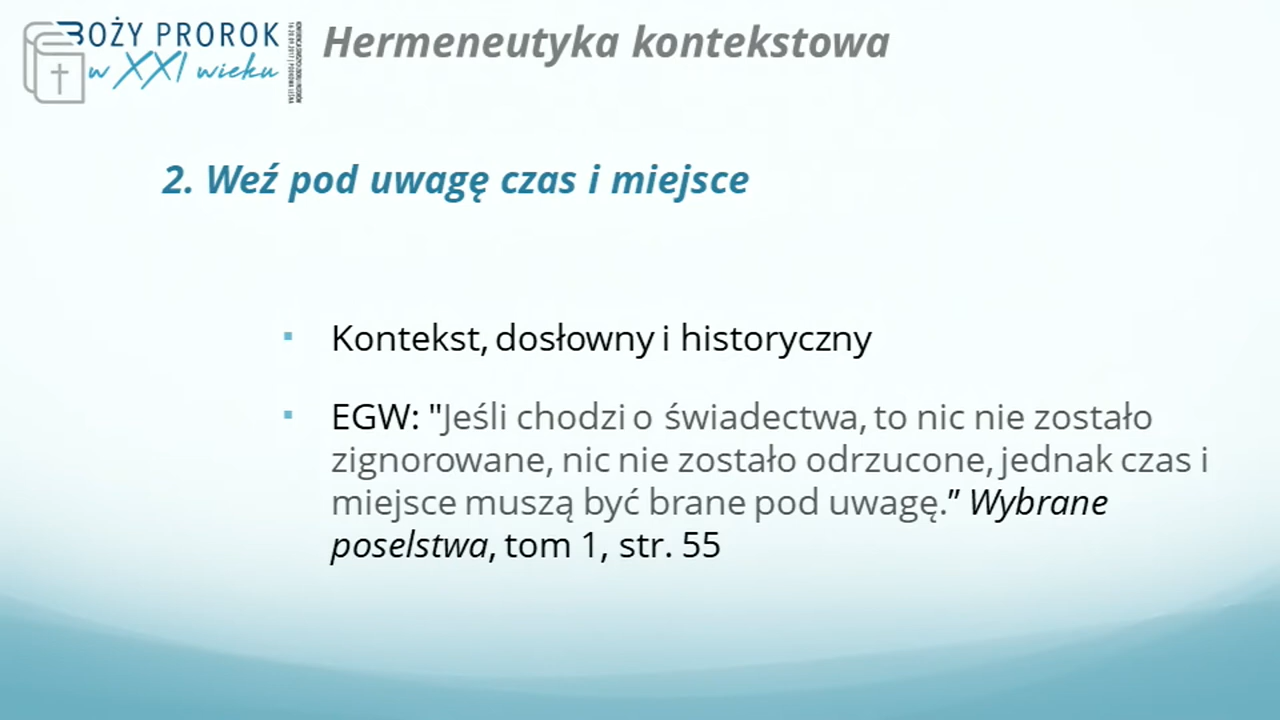 BOŻY PROROK
w XXI wieku
Hermeneutyka kontekstowa
2. Weź pod uwagę czas i miejsce
Kontekst, dosłowny i historyczny
EGW: "Jeśli chodzi o świadectwa, to nic nie zostało
zignorowane, nic nie zostało odrzucone, jednak czas i
miejsce muszą być brane pod uwagę.” Wybrane
poselstwa, tom 1, str. 55